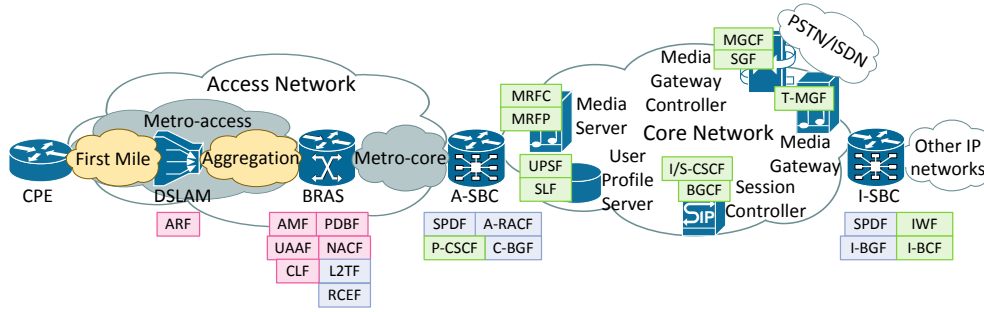 PSTN/ISDN
MGCF
SGF
Media
Gateway
Controller
T-MGF
Access Network
MRFC
MRFP
Media
Server
Metro-access
Core Network
First Mile
Aggregation
Metro-core
UPSF
SLF
User
Profile
Server
I/S-CSCF
BGCF
SIP
Session
Controller
Media
Gateway
Other IP
networks
CPE
DSLAM
BRAS
A-SBC
I-SBC
ARF
AMF PDBF
UAAF NACF
CLF L2TF
RCEF
SPDF A-RACF
P-CSCF C-BGF
SPDF IWF
I-BGF I-BCF